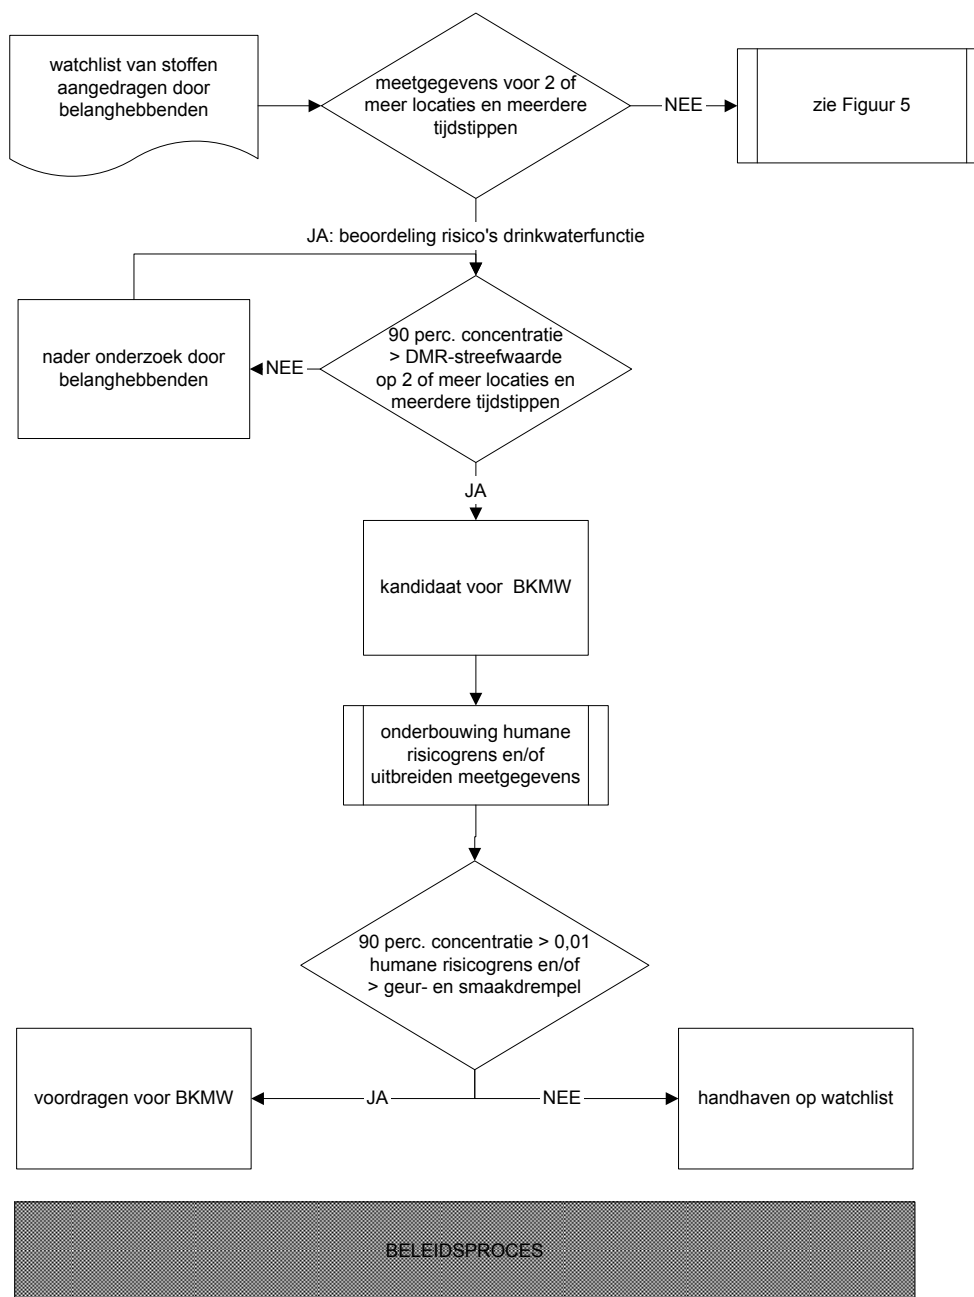 watchlist van stoffen
aangedragen door
belanghebbenden
meetgegevens voor 2 of
meer locaties en meerdere
tijdstippen
NEE
zie Figuur 5
JA: beoordeling risico's drinkwaterfunctie
nader onderzoek door
belanghebbenden
NEE
90 perc. concentratie
> DMR-streefwaarde
op 2 of meer locaties en
meerdere tijdstippen
JA
kandidaat voor BKMW
onderbouwing humane
risicogrens en/of
uitbreiden meetgegevens
90 perc. concentratie > 0,01
humane risicogrens en/of
> geur- en smaakdrempel
voordragen voor BKMW
JA
NEE
handhaven op watchlist
BELEIDSPROCES